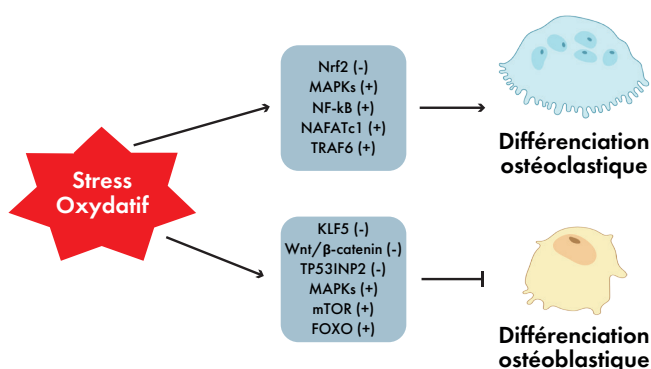 Stress
Oxydatif
Nrf2 (-)
MAPKs (+)
NF-kB (+)
NAFATc1 (+)
TRAF6 (+)
Différenciation
ostéoclastique
KLF5 (-)
Wnt/β-catenin (-)
TP53INP2 (-)
MAPKs (+)
mTOR (+)
FOXO (+)
Différenciation
ostéoblastique